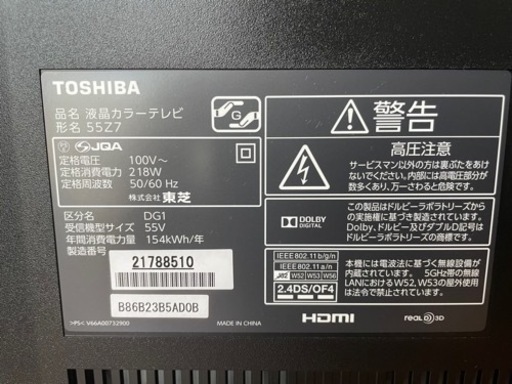 TOSHIBA
品名 液晶カラーテレビ
形名 55Z7
G
JQA
定格電圧 100V～
定格消費電力 218W
定格周波数 50/60 Hz
株式会社 東芝
区分名 DG1
受信機型サイズ 55V
年間消費電力量 154kWh/年
製造番号
21788510
B86B23B5AD0B
>PS< V66A00732900
警告
高圧注意
サービスマン以外の方は裏ぶたをあけ
ないでください。内部には高電圧部分が
数多くあり、万一さわると危険です。
DOLBY
DIGITAL
この製品はドルビーラボラトリーズから
の実施権に基づき製造されています。
Dolby、ドルビー及びダブルD記号はドル
ビーラボラトリーズの商標です。
IEEE802.11b/g/n
IEEE802.11a/n
W52 W53 W56
2.4DS/OF4
本機には電波法に基づく無線設備が
内蔵されています。 5GHz帯の無線
LANにおけるW52、W53の屋外使用
は法令で禁止されています。
HDMI
REAL D 3D